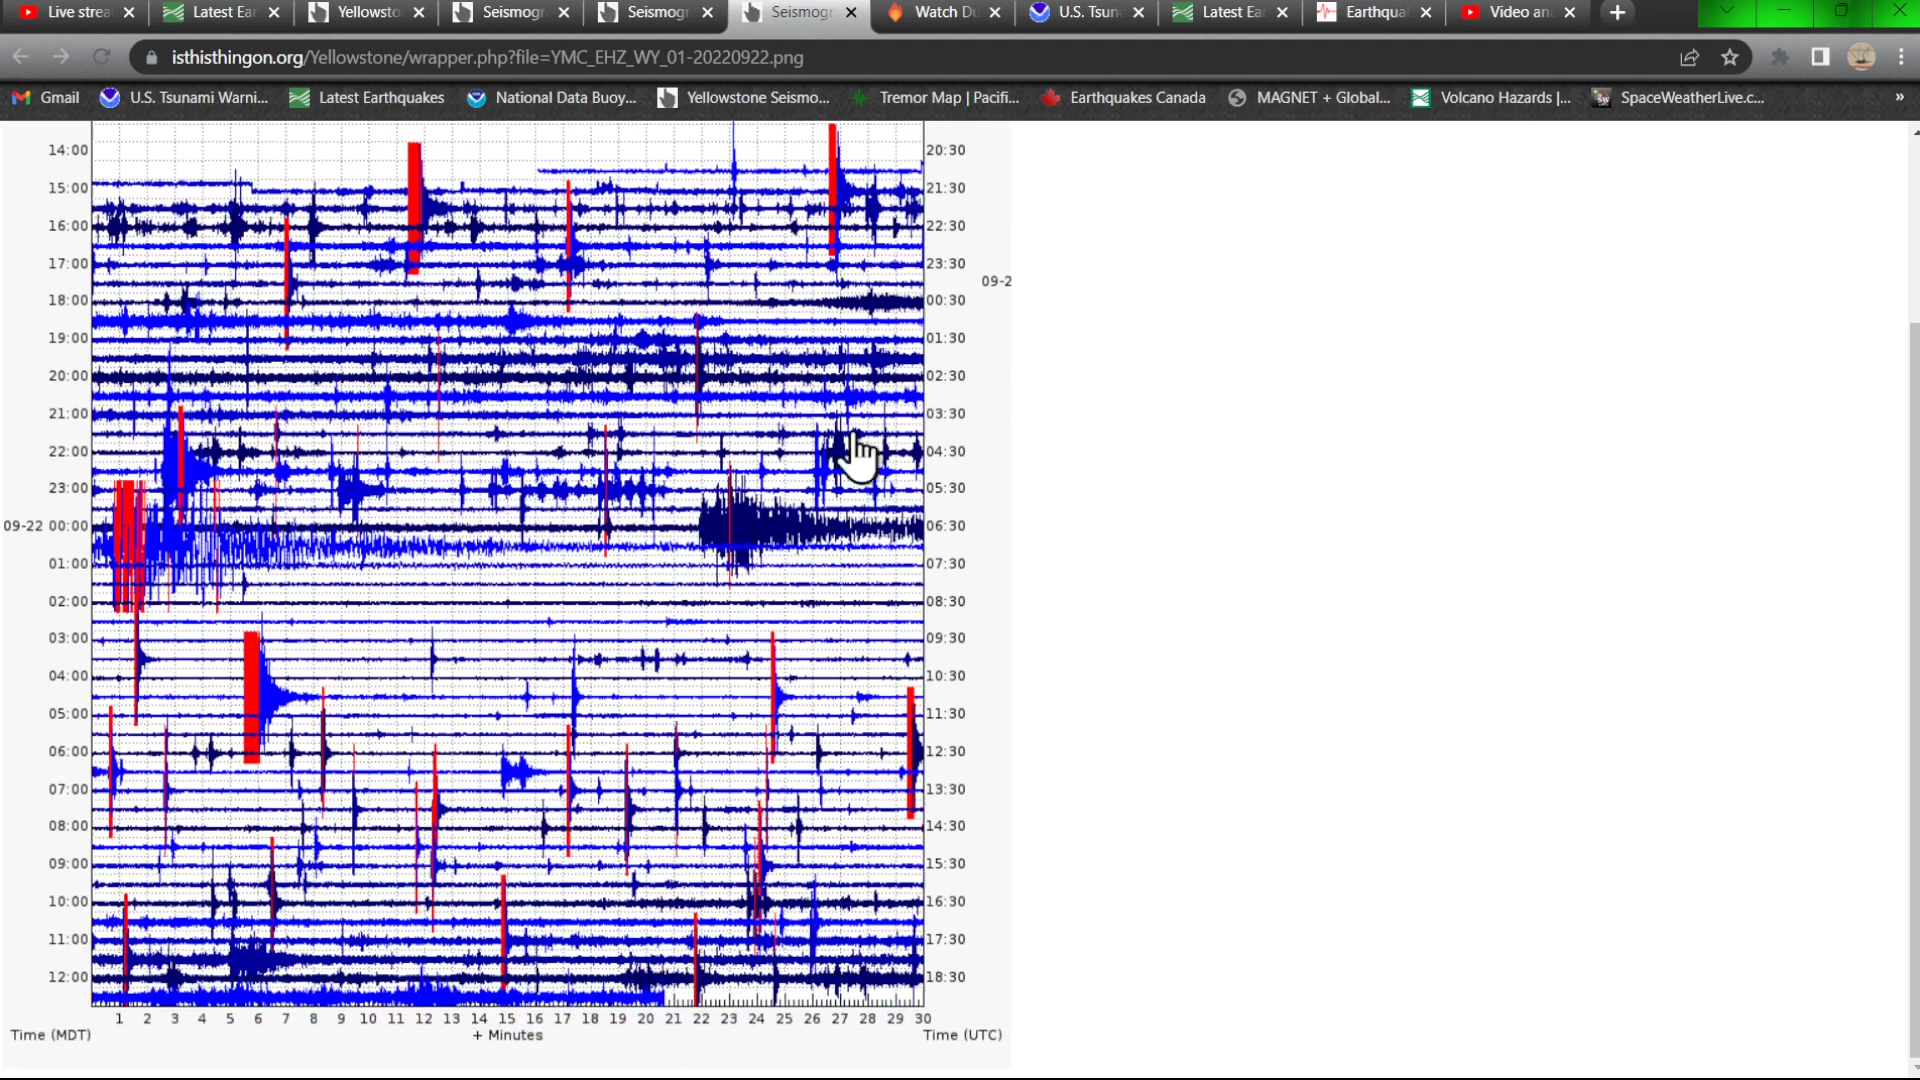 Live strea
Latest Ear
Yellowsto
Seismogr
Seismogr
Seismogr
Watch Du
U.S. Tsun
Latest Ear
Earthqua
Video an
isthisthingon.org/Yellowstone/wrapper.php?file=YMC_EHZ_WY_01-20220922.png
Gmail
U.S. Tsunami Warni...
Latest Earthquakes
National Data Buoy...
Yellowstone Seismo...
Tremor Map | Pacifi...
Earthquakes Canada
MAGNET + Global...
Volcano Hazards |...
SpaceWeatherLive.c...
»
14:00 20:30
15:00 21:30
16:00 22:30
17:00 23:30
09-2
18:00 00:30
19:00 01:30
20:00 02:30
21:00 03:30
22:00 04:30
23:00 05:30
09-22 00:00 06:30
01:00 07:30
02:00 08:30
03:00 09:30
04:00 10:30
05:00 11:30
06:00 12:30
07:00 13:30
08:00 14:30
09:00 15:30
10:00 16:30
11:00 17:30
12:00 18:30
1 2 3 4 5 6 7 8 9 10 11 12 13 14 15 16 17 18 19 20 21 22 23 24 25 26 27 28 29 30
Time (MDT) + Minutes Time (UTC)